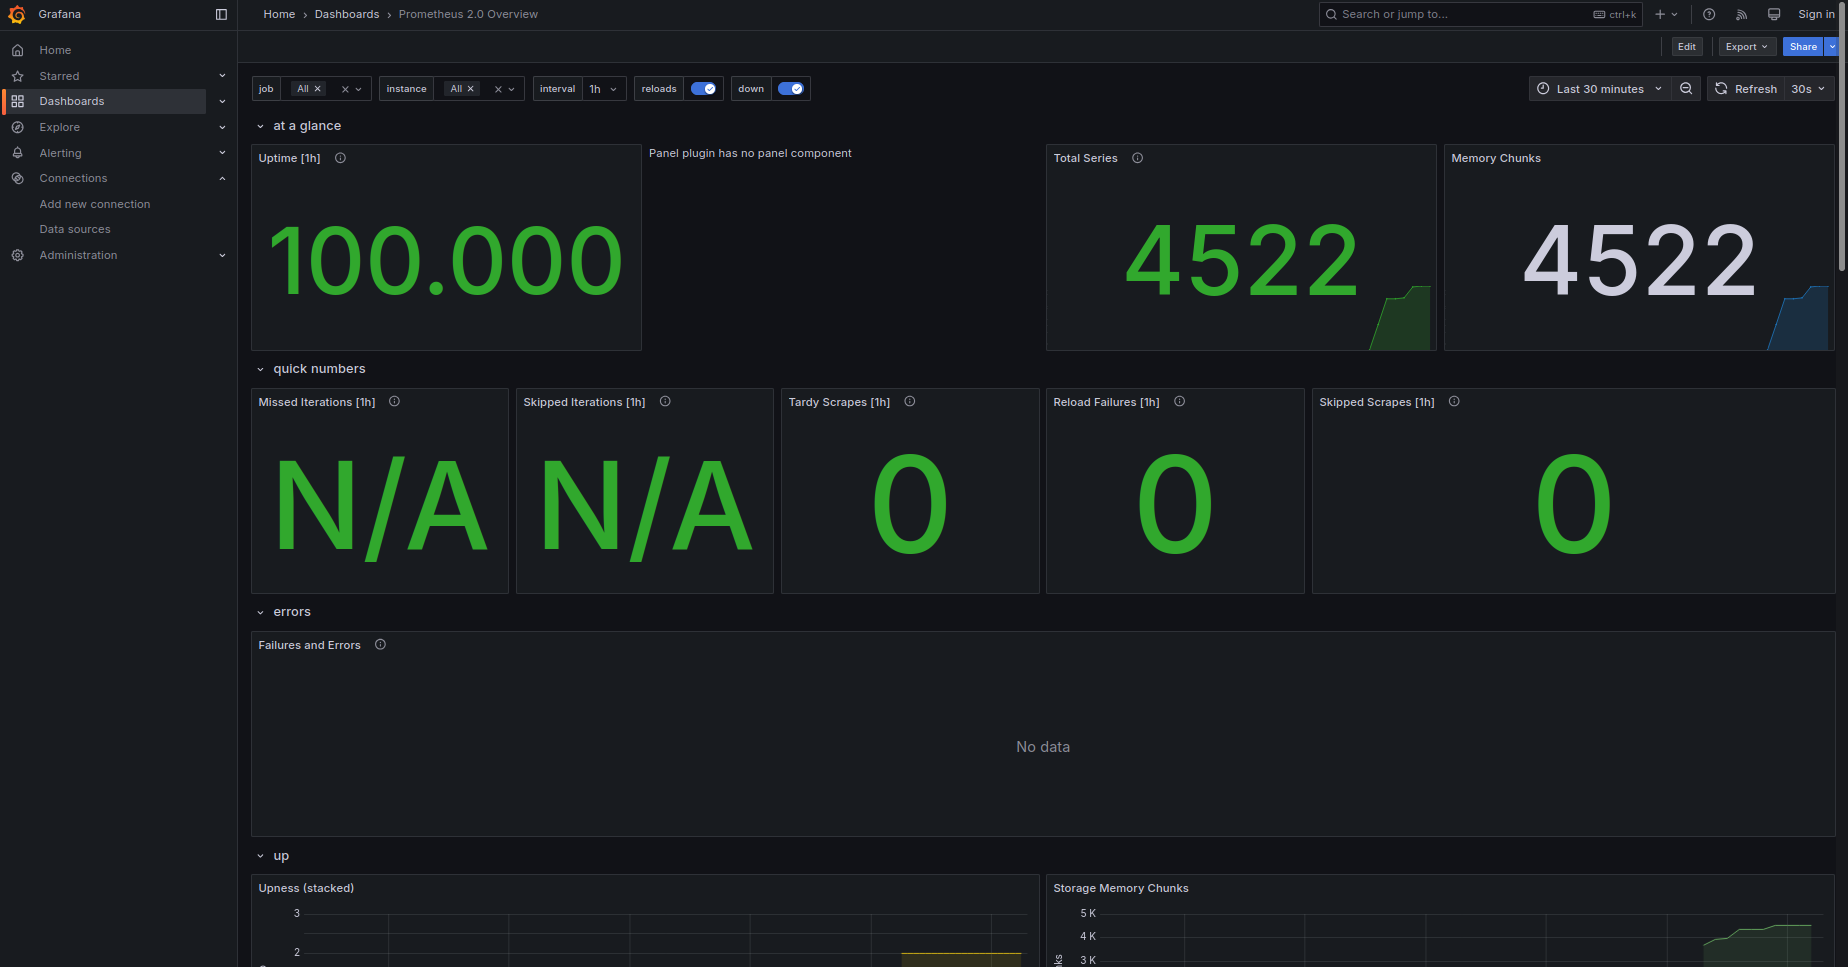 Grafana
Home › Dashboards › Prometheus 2.0 Overview
Search or jump to...
ctrl+k
Sign in
Home
Starred
Dashboards
Explore
Alerting
Connections
Add new connection
Data sources
Administration
Edit
Export
Share
job All
instance All
interval 1h
reloads
down
Last 30 minutes
Refresh 30s
at a glance
Uptime [1h]
100.000
Panel plugin has no panel component
Total Series
4522
Memory Chunks
4522
quick numbers
Missed Iterations [1h]
N/A
Skipped Iterations [1h]
N/A
Tardy Scrapes [1h]
0
Reload Failures [1h]
0
Skipped Scrapes [1h]
0
errors
Failures and Errors
No data
up
Upness (stacked)
3
2
Storage Memory Chunks
5 K
4 K
3 K